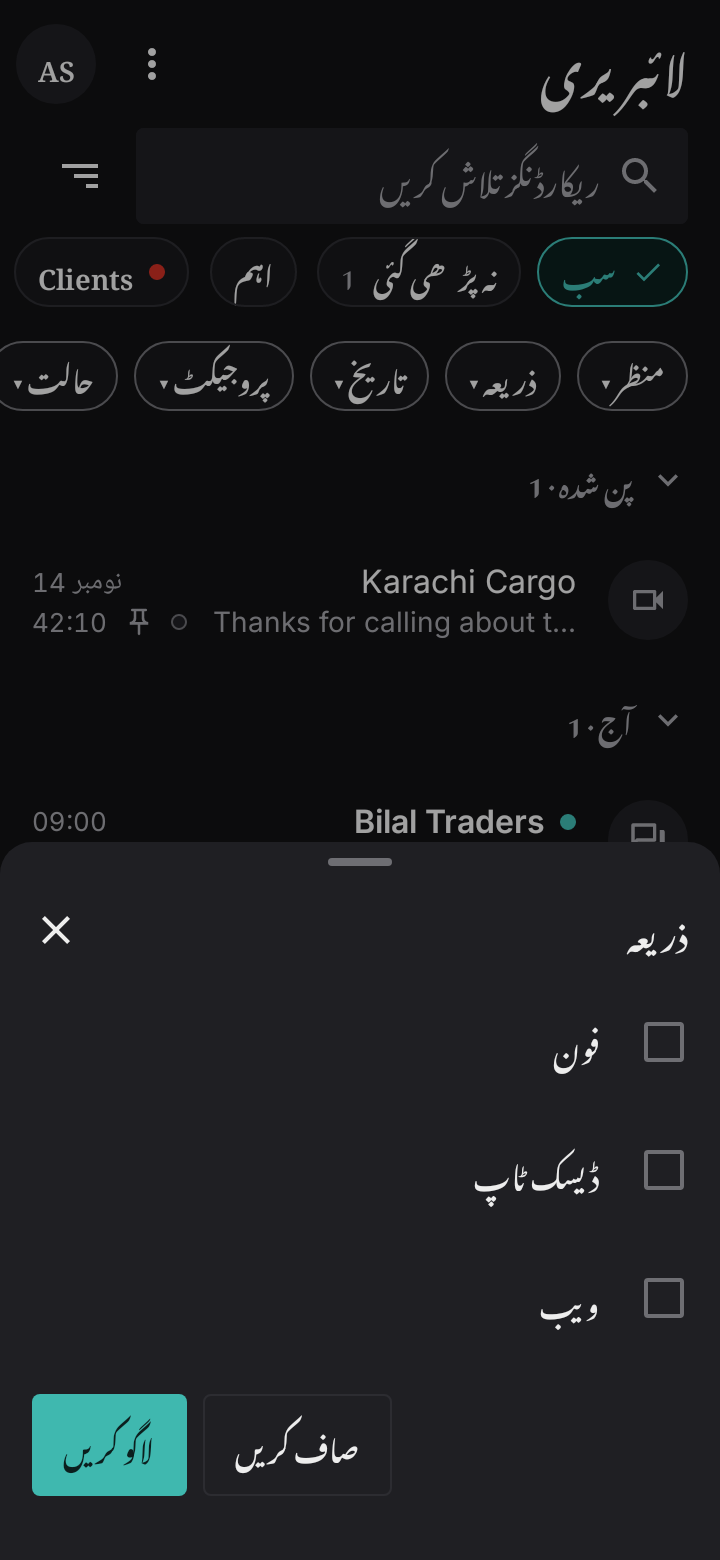 لائبریری
AS
ریکارڈنگز تلاش کریں
سب
نہ پڑھی گئی 1
اہم
Clients
منظر ▾
ذریعہ ▾
تاریخ ▾
پروجیکٹ ▾
حالت ▾
پن شدہ · 1
Karachi Cargo
14 نومبر
Thanks for calling about t...
42:10
آج · 1
Bilal Traders
09:00
ذریعہ
فون
ڈیسک ٹاپ
ویب
صاف کریں
لاگو کریں